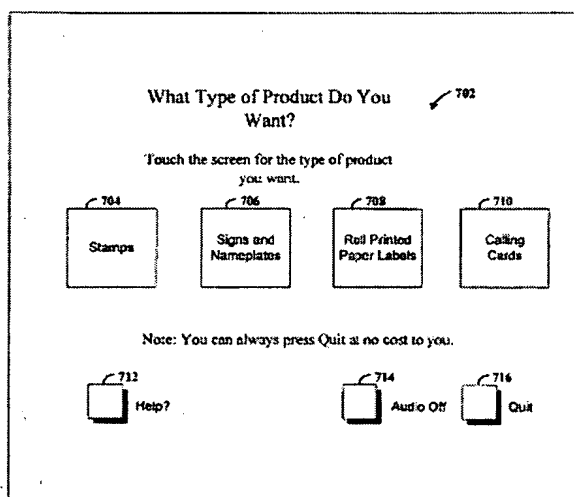 What Type of Product Do You
702
Want?
Touch the screen for the type of product
you want.
704
706
708
710
Stamps
Signs and
Nameplates
Roll Printed
Paper Labels
Calling
Cards
Note: You can always press Quit at no cost to you.
712
714
716
Help?
Audio Off
Quit